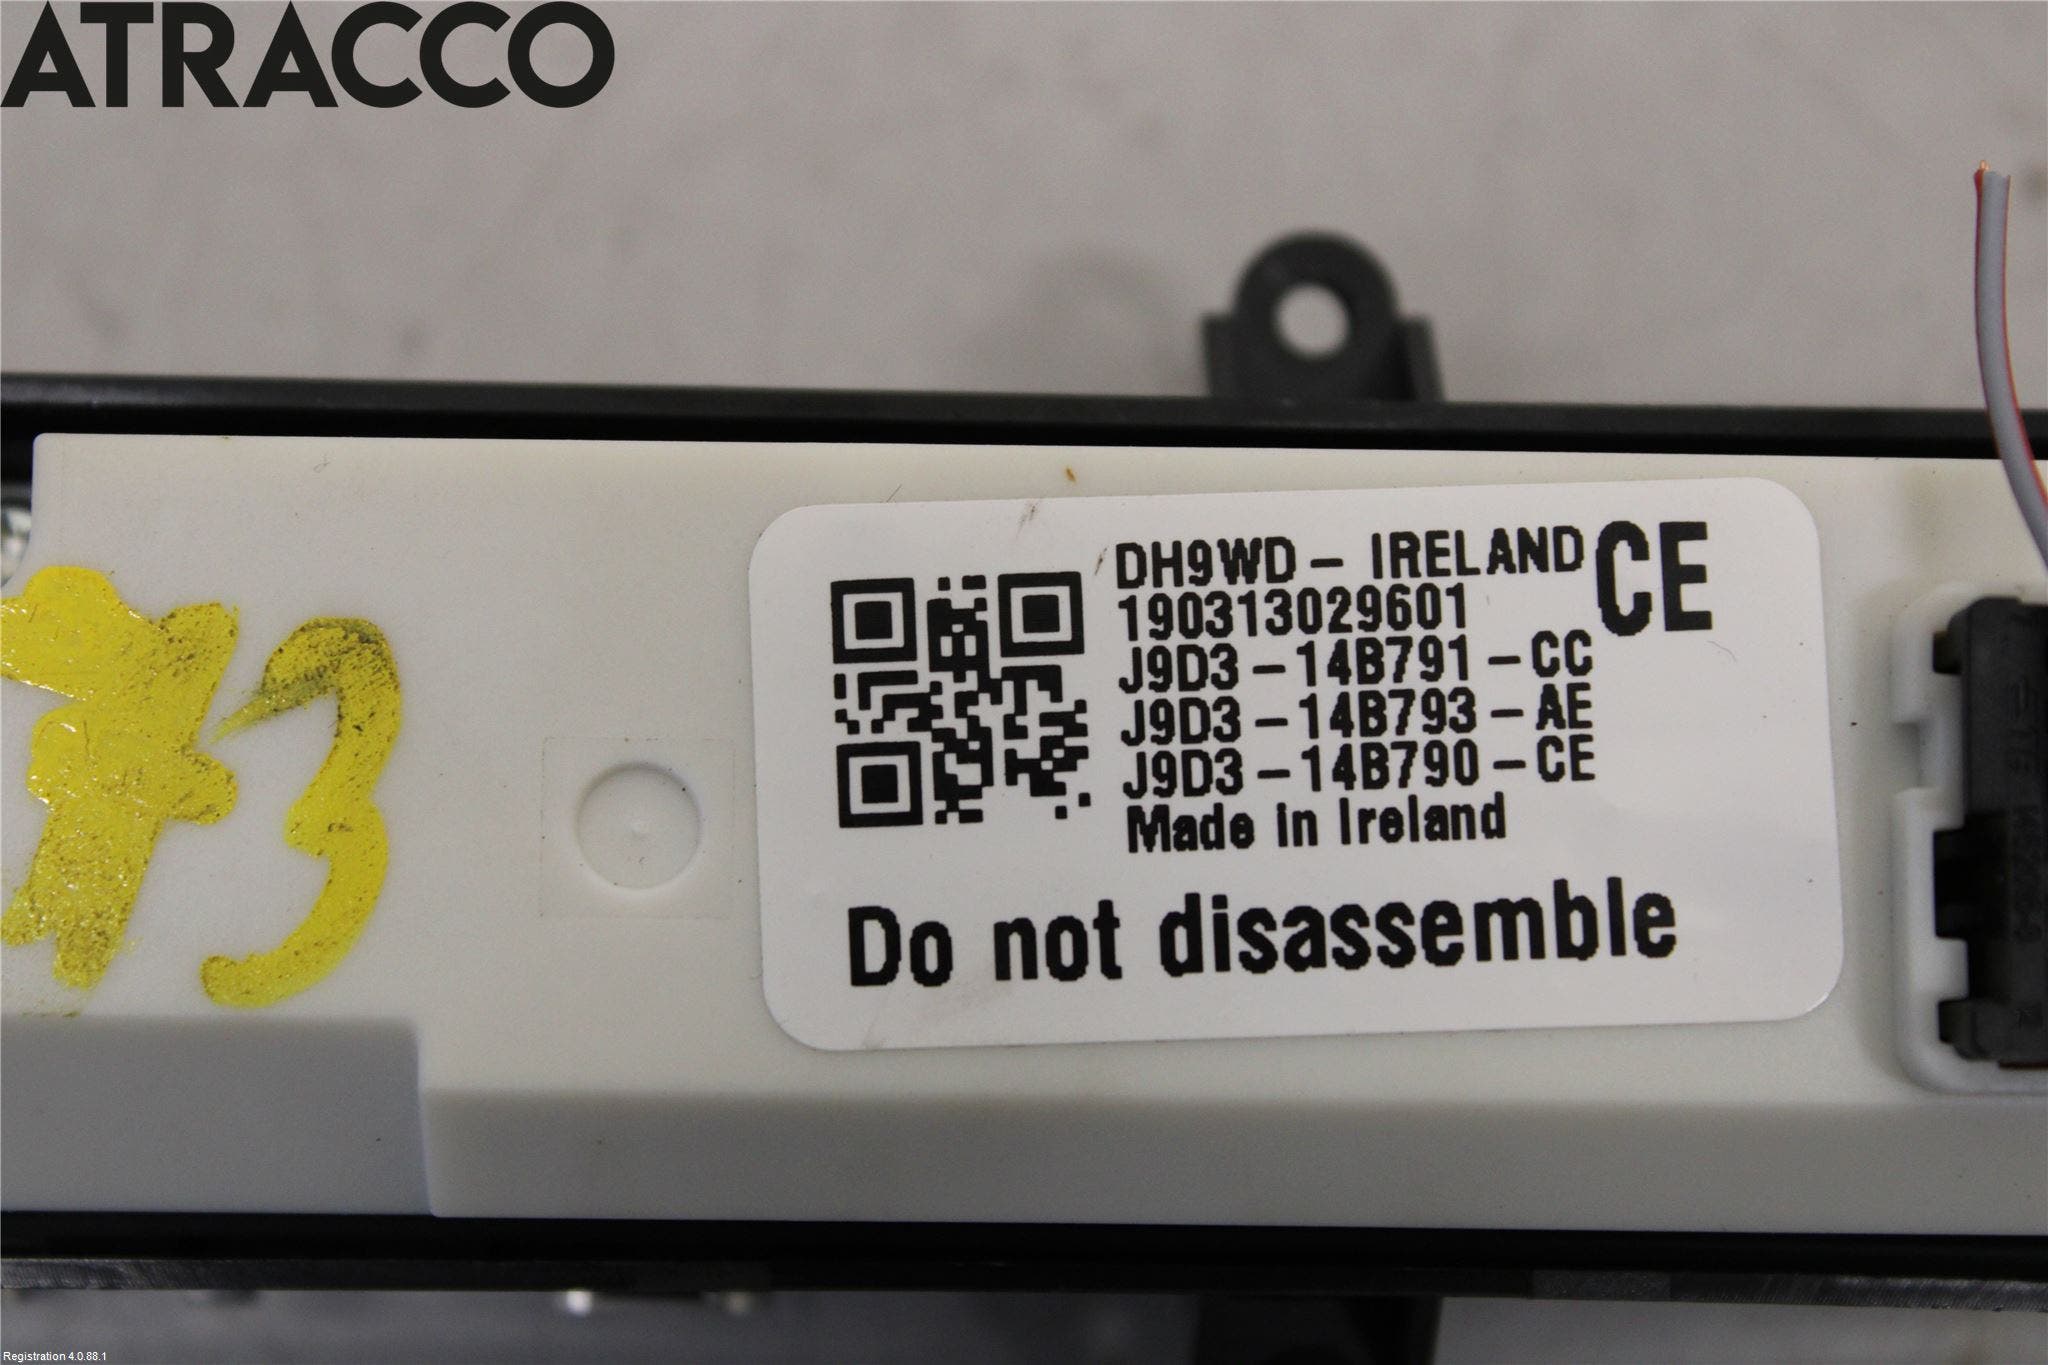 ATRACCO
DH9WD - IRELAND CE
190313029601
J9D3 - 14B791 - CC
J9D3 - 14B793 - AE
J9D3 - 14B790 - CE
Made in Ireland
Do not disassemble
Registration 4.0.88.1